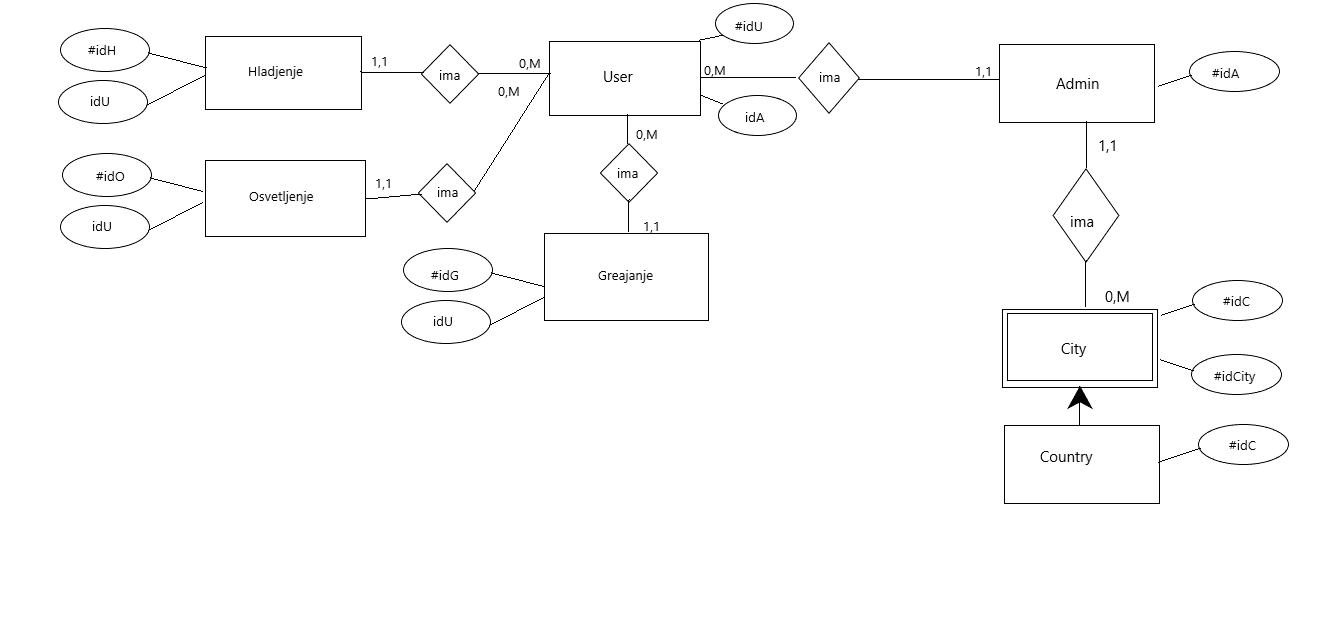 #idH
Hladjenje
idU
1,1
ima
0,M
0,M
User
#idU
0,M
idA
ima
1,1
Admin
#idA
#idO
Osvetljenje
idU
1,1
ima
0,M
ima
1,1
#idG
Greajanje
idU
1,1
ima
0,M
City
#idC
#idCity
Country
#idC